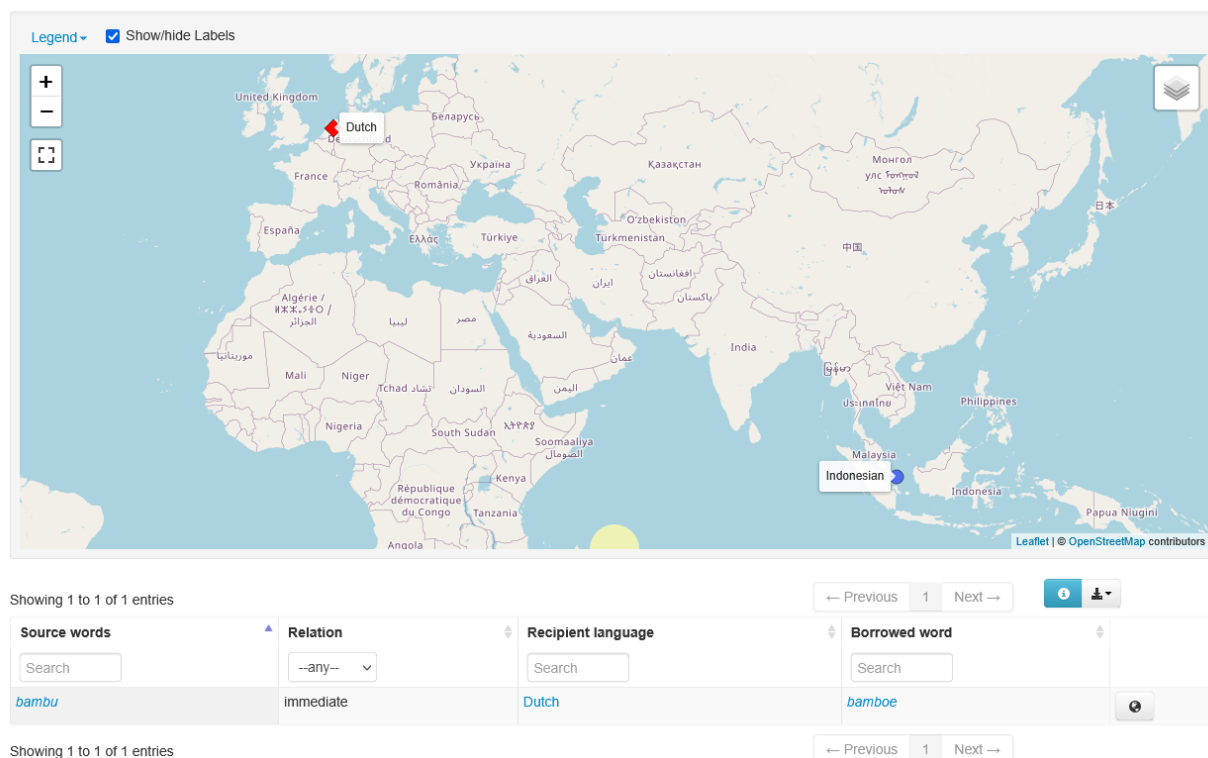 Legend
Show/hide Labels
+
−
United Kingdom
Dutch
Беларусь
Україна
France
România
Қазақстан
Монгол
улс
España
Ελλάς
Türkiye
O'zbekiston
Türkmenistan
日本
中国
افغانستان
ایران
العراق
پاکستان
Algérie /
ⵍⵣⵣⴰⵢⴻⵔ /
الجزائر
ليبيا
مصر
السعودية
عمان
India
موريتانيا
Mali
Niger
Tchad تشاد
السودان
اليمن
Việt Nam
ประเทศไทย
Philippines
Nigeria
South Sudan
Soomaaliya
الصومال
Malaysia
Indonesian
Kenya
République
démocratique
du Congo
Tanzania
Indonesia
Papua Niugini
Angola
Leaflet | © OpenStreetMap contributors
Showing 1 to 1 of 1 entries
← Previous 1 Next →
Source words Relation Recipient language Borrowed word
Search --any-- Search Search
bambu immediate Dutch bamboe
Showing 1 to 1 of 1 entries
← Previous 1 Next →